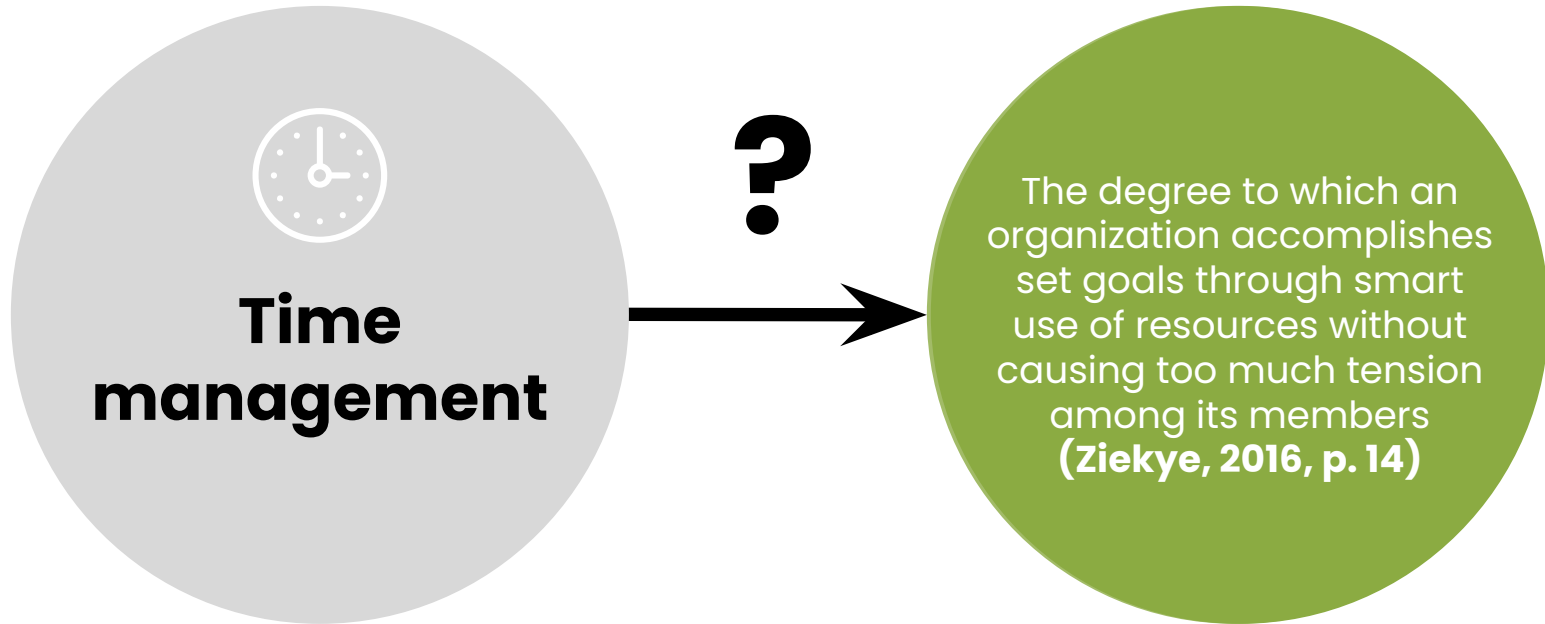 Time
management
?
The degree to which an
organization accomplishes
set goals through smart
use of resources without
causing too much tension
among its members
(Ziekye, 2016, p. 14)